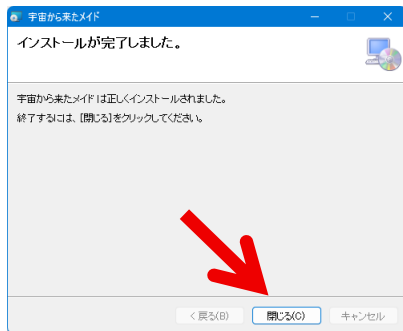 宇宙から来たメイド
インストールが完了しました。
宇宙から来たメイド は正しくインストールされました。
終了するには、[閉じる]をクリックしてください。
< 戻る(B)
閉じる(C)
キャンセル